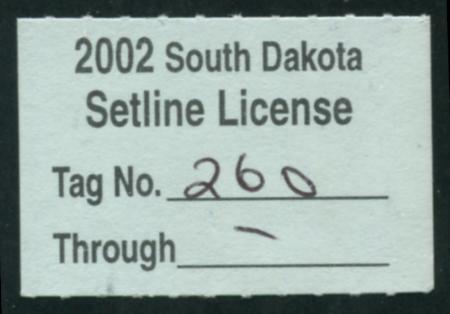 2002 South Dakota
Setline License
Tag No. 260
Through -